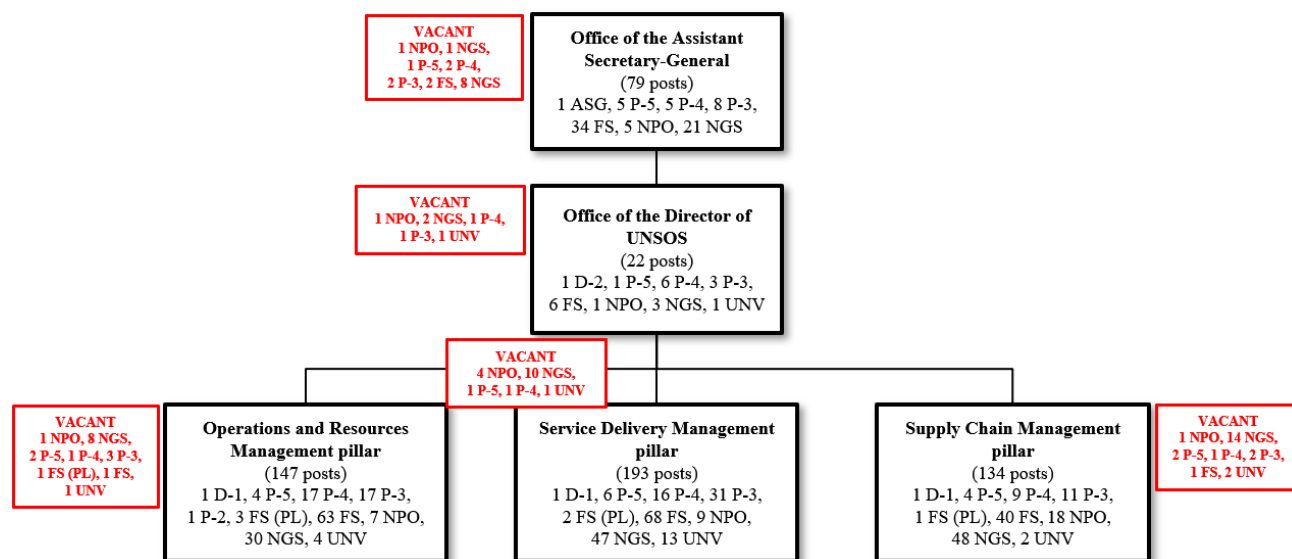 VACANT
1 NPO, 1 NGS,
1 P-5, 2 P-4,
2 P-3, 2 FS, 8 NGS
Office of the Assistant
Secretary-General
(79 posts)
1 ASG, 5 P-5, 5 P-4, 8 P-3,
34 FS, 5 NPO, 21 NGS
VACANT
1 NPO, 2 NGS, 1 P-4,
1 P-3, 1 UNV
Office of the Director of
UNSOS
(22 posts)
1 D-2, 1 P-5, 6 P-4, 3 P-3,
6 FS, 1 NPO, 3 NGS, 1 UNV
VACANT
4 NPO, 10 NGS,
1 P-5, 1 P-4, 1 UNV
VACANT
1 NPO, 8 NGS,
2 P-5, 1 P-4, 3 P-3,
1 FS (PL), 1 FS,
1 UNV
Operations and Resources
Management pillar
(147 posts)
1 D-1, 4 P-5, 17 P-4, 17 P-3,
1 P-2, 3 FS (PL), 63 FS, 7 NPO,
30 NGS, 4 UNV
Service Delivery Management
pillar
(193 posts)
1 D-1, 6 P-5, 16 P-4, 31 P-3,
2 FS (PL), 68 FS, 9 NPO,
47 NGS, 13 UNV
Supply Chain Management
pillar
(134 posts)
1 D-1, 4 P-5, 9 P-4, 11 P-3,
1 FS (PL), 40 FS, 18 NPO,
48 NGS, 2 UNV
VACANT
1 NPO, 14 NGS,
2 P-5, 1 P-4, 2 P-3,
1 FS, 2 UNV